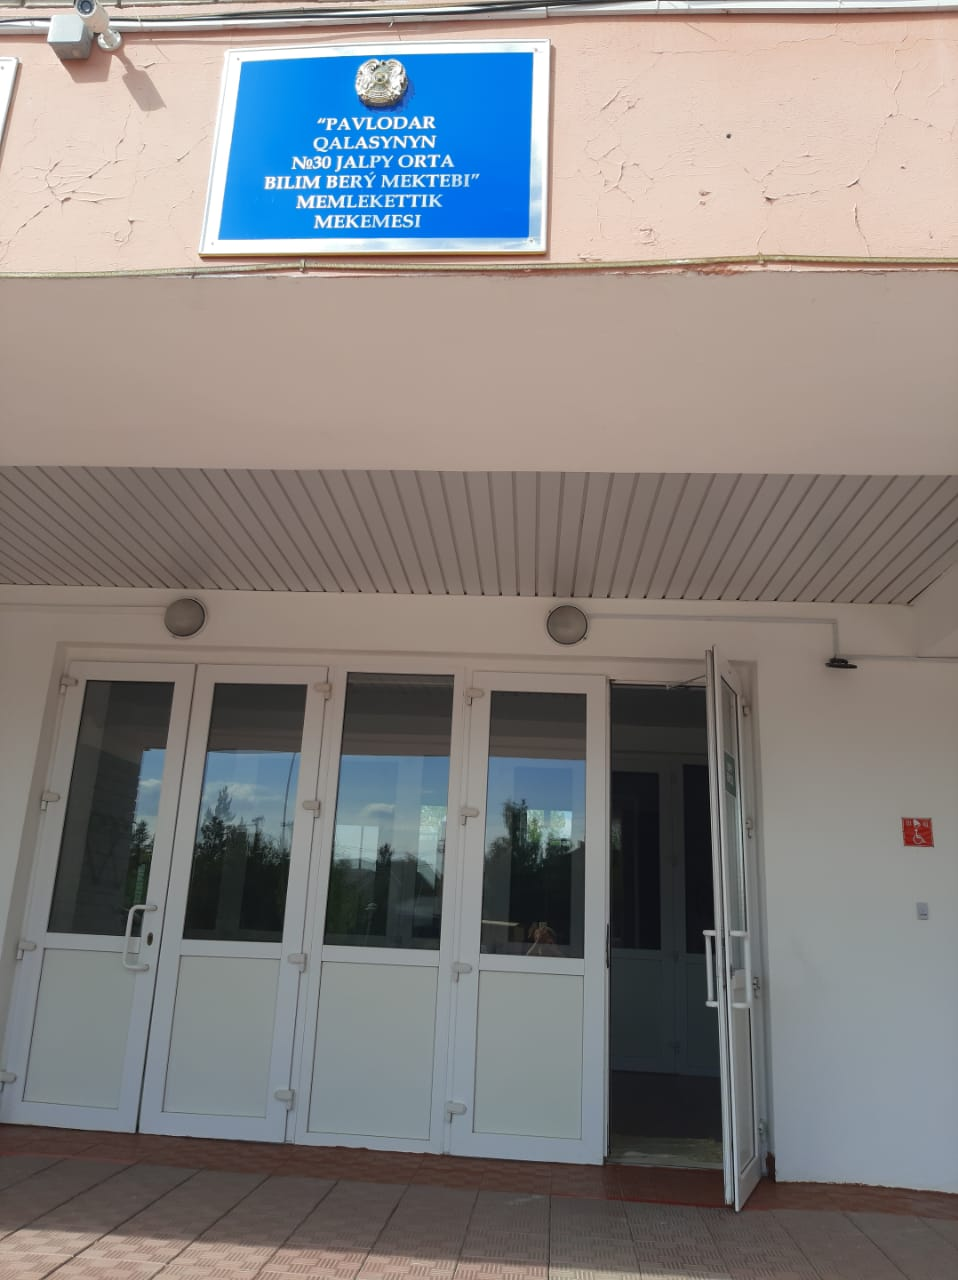 “PAVLODAR
QALASYNYN
№30 JALPY ORTA
BILIM BERÝ MEKTEBI”
MEMLEKETTIK
MEKEMESI